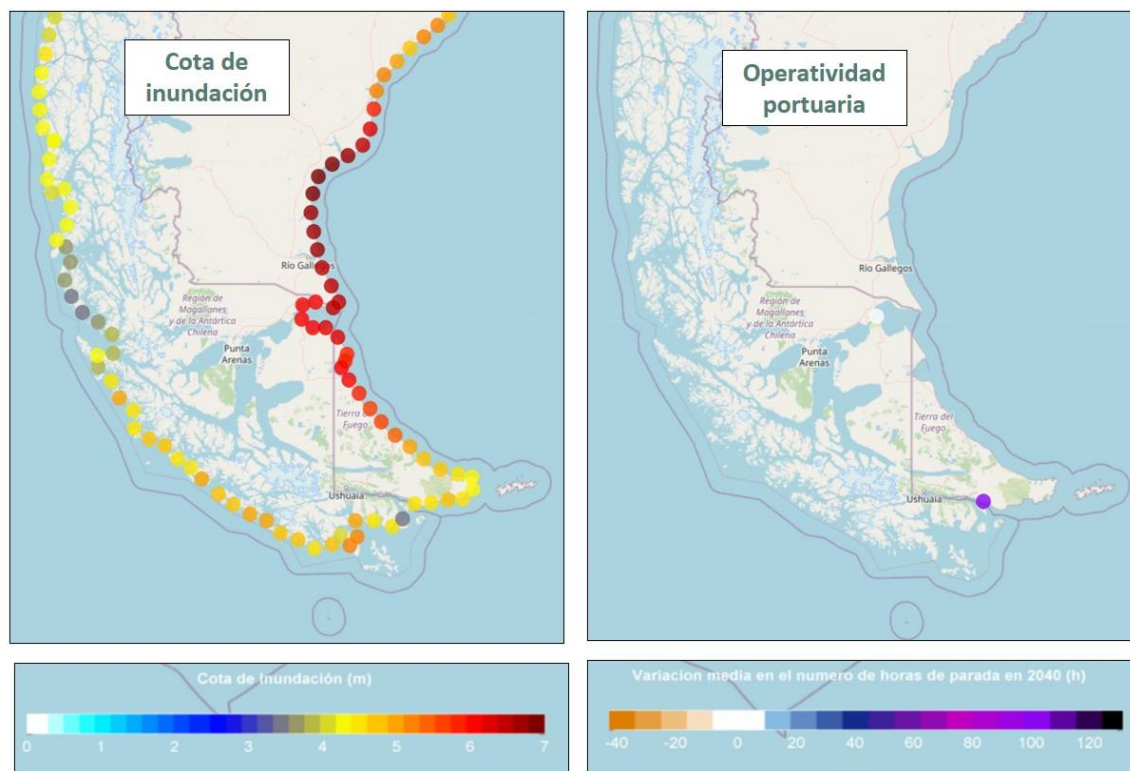 Cota de
inundación
Río Gallegos
Región de
Magallanes
y de la Antártica
Chilena
Punta
Arenas
Tierra del
Fuego
Ushuaia
Cota de Inundación (m)
0 1 2 3 4 5 6 7
Operatividad
portuaria
Río Gallegos
Región de
Magallanes
y de la Antártica
Chilena
Punta
Arenas
Tierra del
Fuego
Ushuaia
Variacion media en el numero de horas de parada en 2040 (h)
-40 -20 0 20 40 60 80 100 120